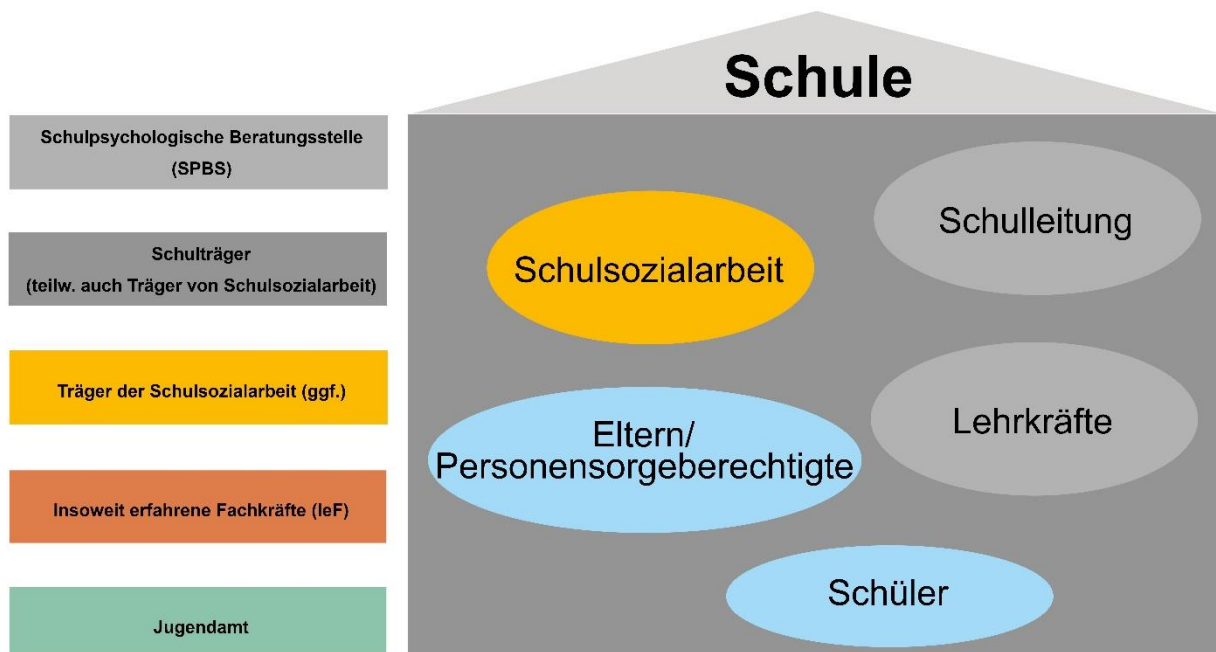 Schule
Schulpsychologische Beratungsstelle
(SPBS)
Schulträger
(teilw. auch Träger von Schulsozialarbeit)
Träger der Schulsozialarbeit (ggf.)
Insoweit erfahrene Fachkräfte (IeF)
Jugendamt
Schulleitung
Schulsozialarbeit
Lehrkräfte
Eltern/
Personensorgeberechtigte
Schüler